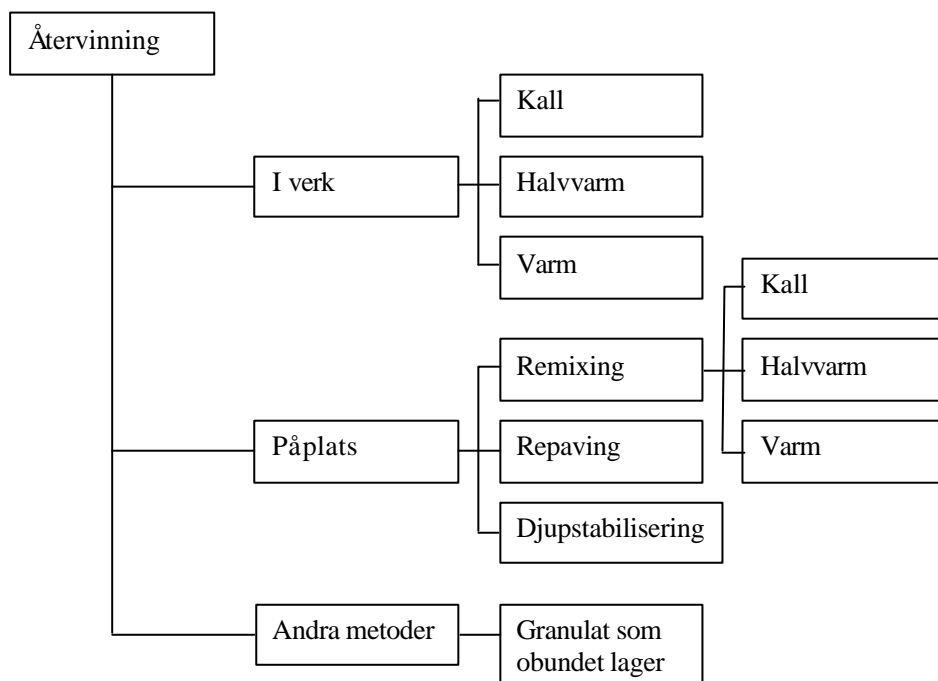 Återvinning
I verk
Kall
Halvvarm
Varm
Påplats
Remixing
Kall
Halvvarm
Varm
Repaving
Djupstabilisering
Andra metoder
Granulat som
obundet lager